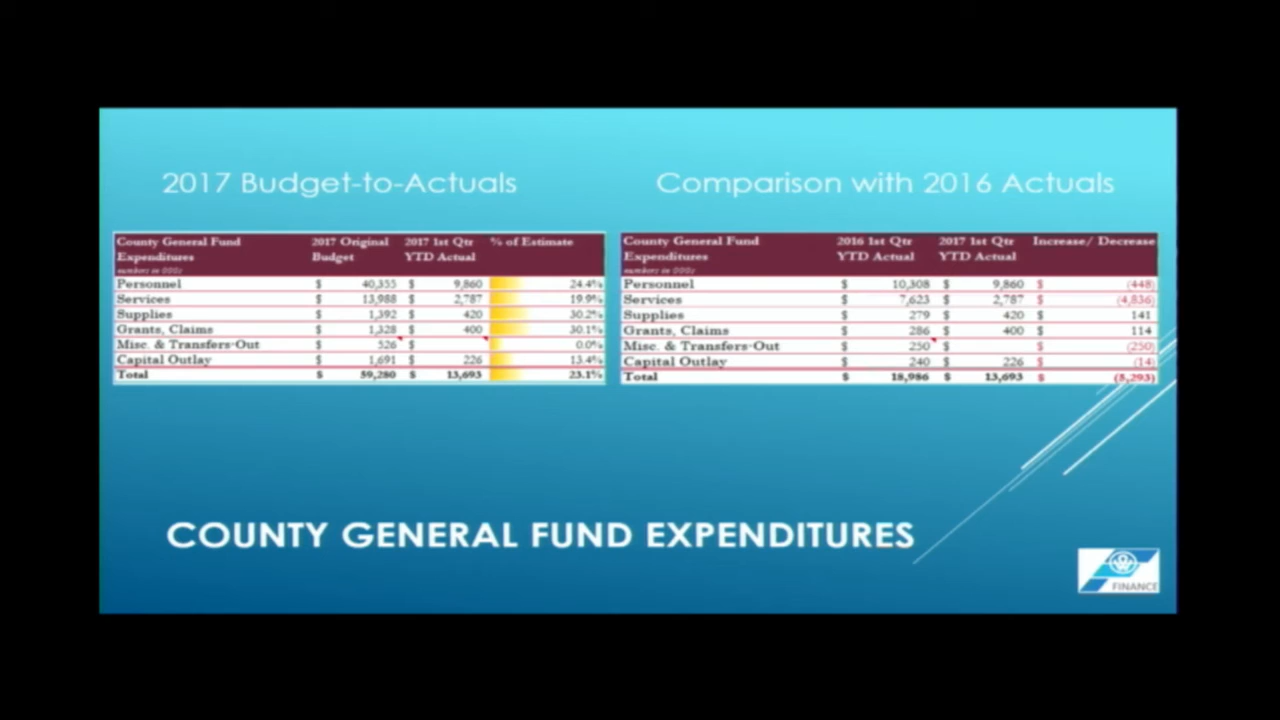 2017 Budget-to-Actuals
County General Fund Expenditures 2017 Original Budget 2017 1st Qtr YTD Actual % of Estimate
numbers in 000s
Personnel $ 40,355 $ 9,860 24.4%
Services $ 13,988 $ 2,787 19.9%
Supplies $ 1,392 $ 420 30.2%
Grants, Claims $ 1,328 $ 400 30.1%
Misc. & Transfers-Out $ 526 0.0%
Capital Outlay $ 1,691 $ 226 13.4%
Total $ 59,280 $ 13,693 23.1%
Comparison with 2016 Actuals
County General Fund Expenditures 2016 1st Qtr YTD Actual 2017 1st Qtr YTD Actual Increase/ Decrease
numbers in 000s
Personnel $ 10,308 $ 9,860 $ (448)
Services $ 7,623 $ 2,787 $ (4,836)
Supplies $ 279 $ 420 $ 141
Grants, Claims $ 286 $ 400 $ 114
Misc. & Transfers-Out $ 250 $ $ (250)
Capital Outlay $ 240 $ 226 $ (14)
Total $ 18,986 $ 13,693 $ (5,293)
COUNTY GENERAL FUND EXPENDITURES
FINANCE